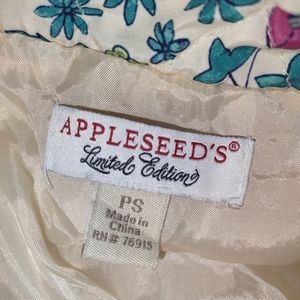 APPLESEED'S®
Limited Edition
PS
Made in
China
RN# 76915